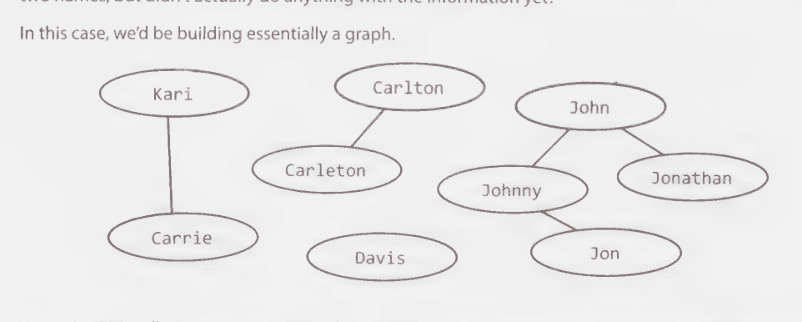 In this case, we’d be building essentially a graph.
Kari
Carlton
John
Carleton
Johnny
Jonathan
Carrie
Davis
Jon